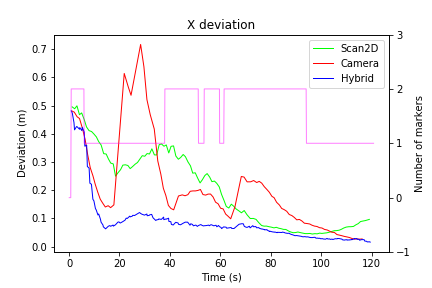 X deviation
Scan2D
Camera
Hybrid
Deviation (m)
0.7
0.6
0.5
0.4
0.3
0.2
0.1
0.0
3
2
1
0
−1
Number of markers
0
20
40
60
80
100
120
Time (s)